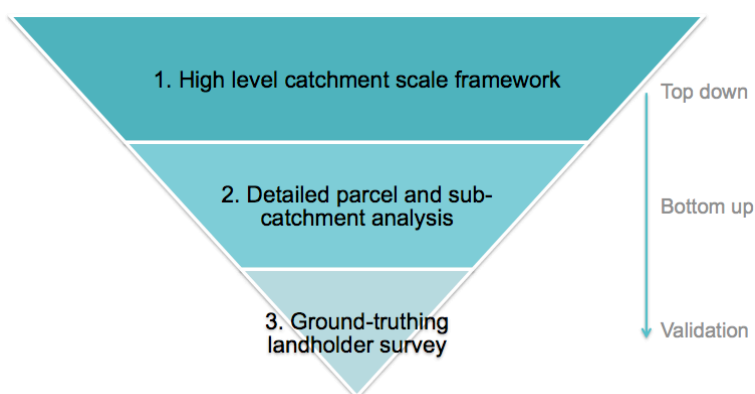 1. High level catchment scale framework
Top down
2. Detailed parcel and sub-
catchment analysis
Bottom up
3. Ground-truthing
landholder survey
Validation